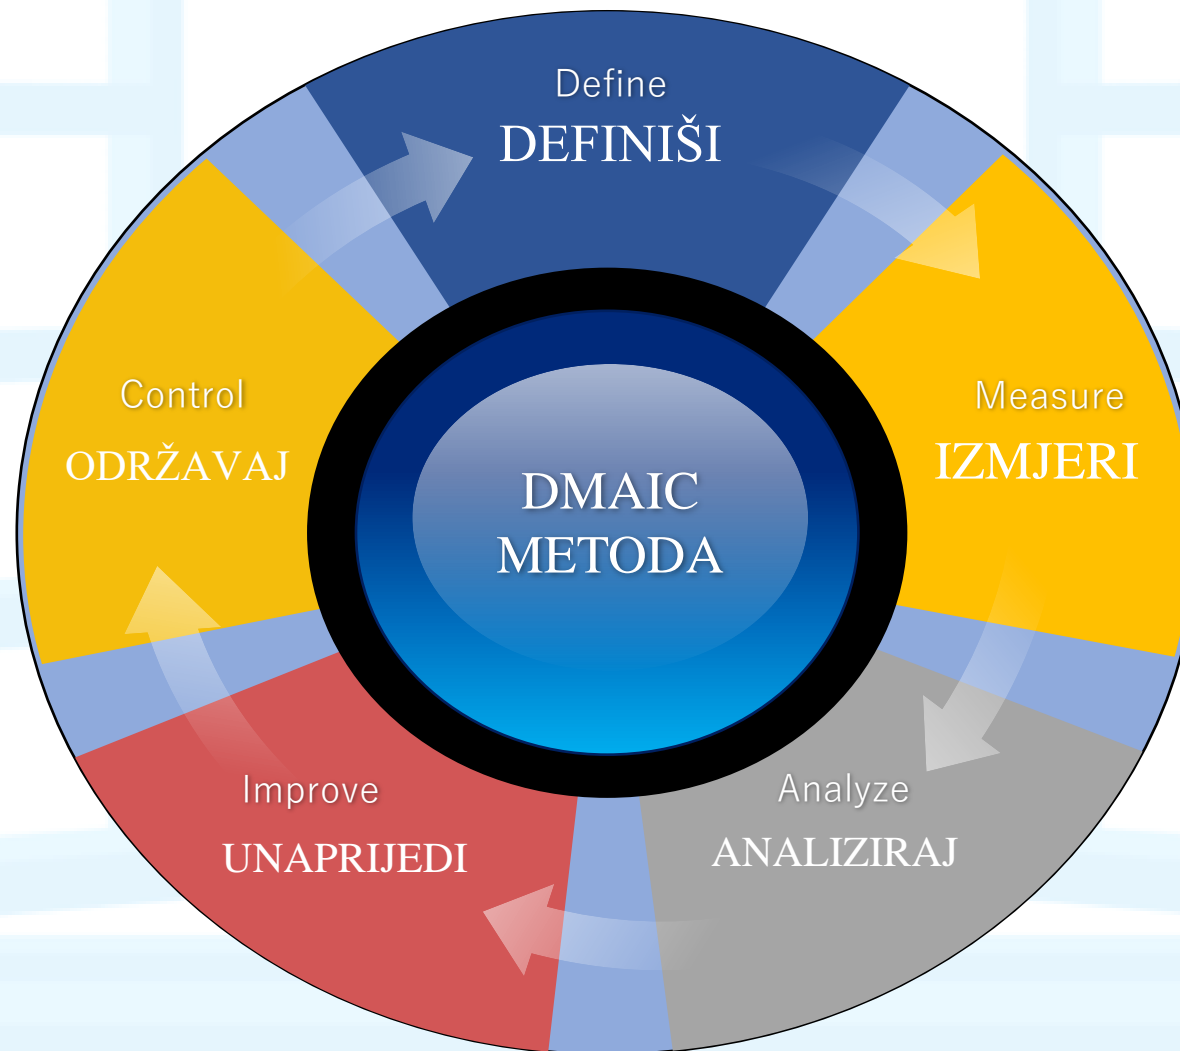 Define
DEFINIŠI
Measure
IZMJERI
Analyze
ANALIZIRAJ
Improve
UNAPRIJEDI
Control
ODRŽAVAJ
DMAIC
METODA